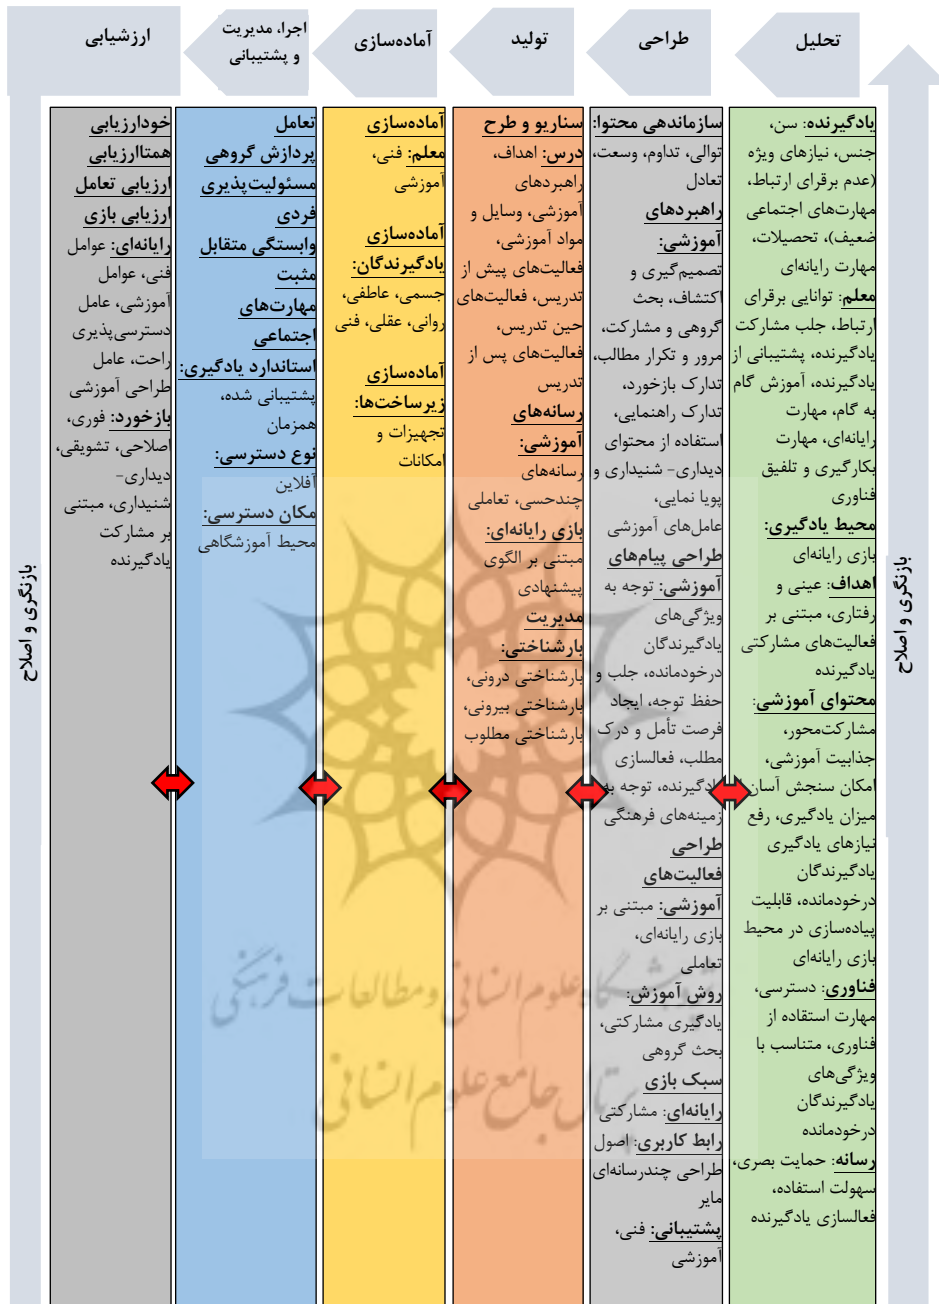 تحلیل
طراحی
تولید
آماده‌سازی
اجرا، مدیریت
و پشتیبانی
ارزشیابی
بازنگری و اصلاح
یادگیرنده: سن،
جنس، نیازهای ویژه
(عدم برقرای ارتباط،
مهارت‌های اجتماعی
ضعیف)، تحصیلات،
مهارت رایانه‌ای
معلم: توانایی برقرای
ارتباط، جلب مشارکت
یادگیرنده، پشتیبانی از
یادگیرنده، آموزش گام
به گام، مهارت
رایانه‌ای، مهارت
بکارگیری و تلفیق
فناوری
محیط یادگیری:
بازی رایانه‌ای
اهداف: عینی و
رفتاری، مبتنی بر
فعالیت‌های مشارکتی
یادگیرنده
محتوای آموزشی:
مشارکت‌محور،
جذابیت آموزشی،
امکان سنجش آسان
میزان یادگیری، رفع
نیازهای یادگیری
یادگیرندگان
درخودمانده، قابلیت
پیاده‌سازی در محیط
بازی رایانه‌ای
فناوری: دسترسی،
مهارت استقاده از
فناوری، متناسب با
ویژگی‌های
یادگیرندگان
درخودمانده
رسانه: حمایت بصری،
سهولت استفاده،
فعالسازی یادگیرنده
سازماندهی محتوا:
توالی، تداوم، وسعت،
تعادل
راهبردهای
آموزشی:
تصمیم‌گیری و
اکتشاف، بحث
گروهی و مشارکت،
مرور و تکرار مطالب،
تدارک بازخورد،
تدارک راهنمایی،
استفاده از محتوای
دیداری- شنیداری و
پویا نمایی،
عامل‌های آموزشی
طراحی پیام‌های
آموزشی: توجه به
ویژگی‌های
یادگیرندگان
درخودمانده، جلب و
حفظ توجه، ایجاد
فرصت تأمل و درک
مطلب، فعالسازی
یادگیرنده، توجه به
زمینه‌های فرهنگی
طراحی
فعالیت‌های
آموزشی: مبتنی بر
بازی رایانه‌ای،
تعاملی
روش آموزش:
یادگیری مشارکتی،
بحث گروهی
سبک بازی
رایانه‌ای: مشارکتی
رابط کاربری: اصول
طراحی چندرسانه‌ای
مایر
پشتیبانی: فنی،
آموزشی
سناریو و طرح
درس: اهداف،
راهبردهای
آموزشی، وسایل و
مواد آموزشی،
فعالیت‌های پیش از
تدریس، فعالیت‌های
حین تدریس،
فعالیت‌های پس از
تدریس
رسانه‌های
آموزشی:
رسانه‌های
چندحسی، تعاملی
بازی رایانه‌ای:
مبتنی بر الگوی
پیشنهادی
مدیریت
بارشناختی:
بارشناختی درونی،
بارشناختی بیرونی،
بارشناختی مطلوب
آماده‌سازی
معلم: فنی،
آموزشی
آماده‌سازی
یادگیرندگان:
جسمی، عاطفی،
روانی، عقلی، فنی
آماده‌سازی
زیرساخت‌ها:
تجهیزات و
امکانات
تعامل
پردازش گروهی
مسئولیت‌پذیری
فردی
وابستگی متقابل
مثبت
مهارت‌های
اجتماعی
استاندارد یادگیری:
پشتیبانی شده،
همزمان
نوع دسترسی:
آفلاین
مکان دسترسی:
محیط آموزشگاهی
خودارزیابی
همتاارزیابی
ارزیابی تعامل
ارزیابی بازی
رایانه‌ای: عوامل
فنی، عوامل
آموزشی، عامل
دسترسی‌پذیری
راحت، عامل
طراحی آموزشی
بازخورد: فوری،
اصلاحی، تشویقی،
دیداری-
شنیداری، مبتنی
بر مشارکت
یادگیرنده
بازنگری و اصلاح
پژوهشگاه علوم انسانی و مطالعات فرهنگی
پرتال جامع علوم انسانی